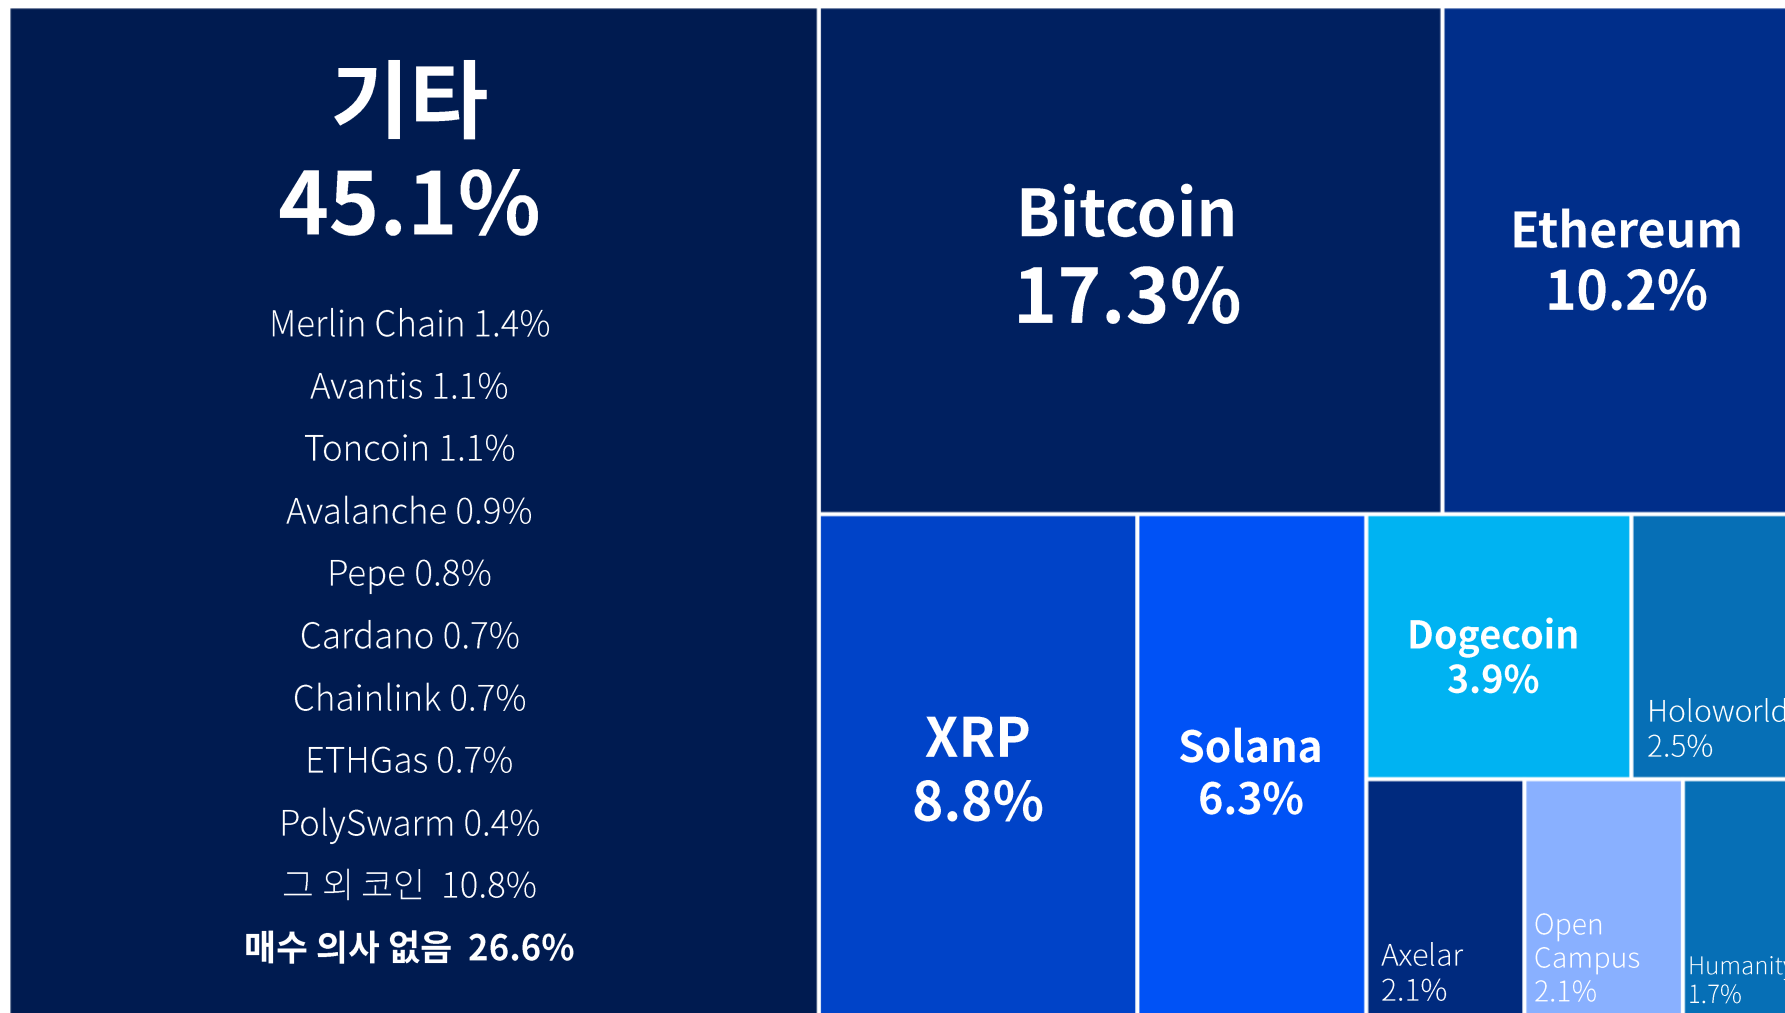 기타
45.1%
Merlin Chain 1.4%
Avantis 1.1%
Toncoin 1.1%
Avalanche 0.9%
Pepe 0.8%
Cardano 0.7%
Chainlink 0.7%
ETHGas 0.7%
PolySwarm 0.4%
그 외 코인 10.8%
매수 의사 없음 26.6%
Bitcoin
17.3%
Ethereum
10.2%
XRP
8.8%
Solana
6.3%
Dogecoin
3.9%
Holoworld
2.5%
Axelar
2.1%
Open
Campus
2.1%
Humanity
1.7%